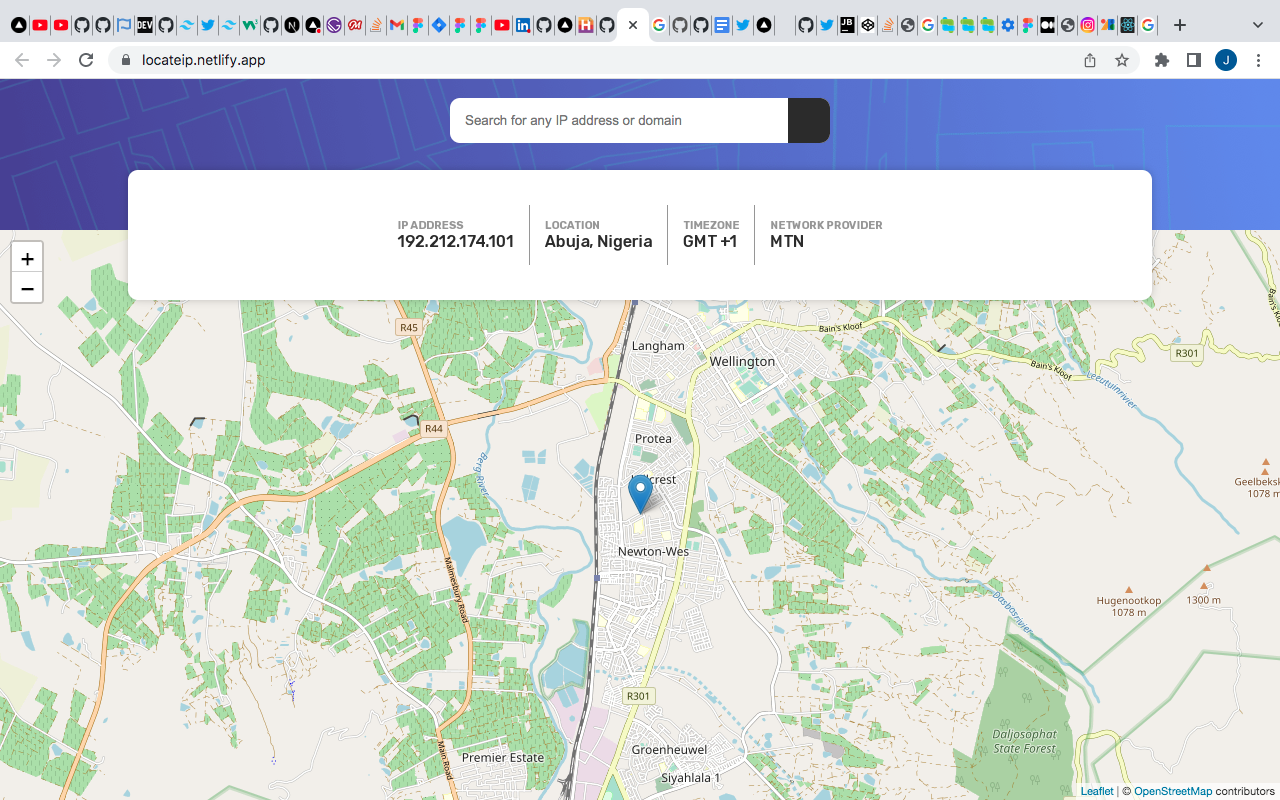 locateip.netlify.app
J
Search for any IP address or domain
IP ADDRESS
192.212.174.101
LOCATION
Abuja, Nigeria
TIMEZONE
GMT +1
NETWORK PROVIDER
MTN
+
−
R45
Langham
Wellington
Bain's Kloof
Bain's Kloof
R301
Leeutuinrivier
R44
Protea
Berg River
Newton-Wes
Malmesbury Road
Dasbosrivier
Hugenootkop
1078 m
1300 m
1078 m
R301
Daljosophat
State Forest
Groenheuwel
Siyahlala 1
Premier Estate
Main Road
Leaflet | © OpenStreetMap contributors